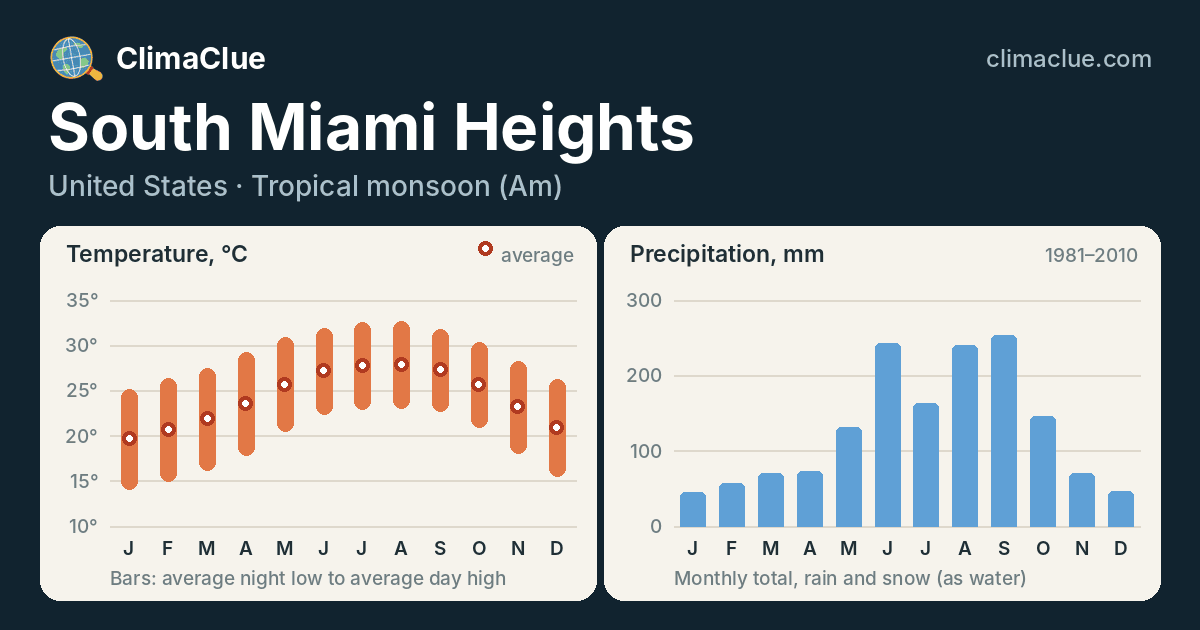 ClimaClue
climaclue.com
South Miami Heights
United States · Tropical monsoon (Am)
Temperature, °C
average
35°
30°
25°
20°
15°
10°
J F M A M J J A S O N D
Bars: average night low to average day high
Precipitation, mm
1981–2010
300
200
100
0
J F M A M J J A S O N D
Monthly total, rain and snow (as water)